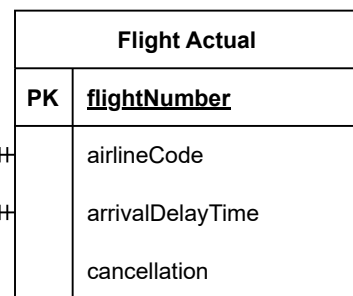 Flight Actual
PK flightNumber
airlineCode
arrivalDelayTime
cancellation